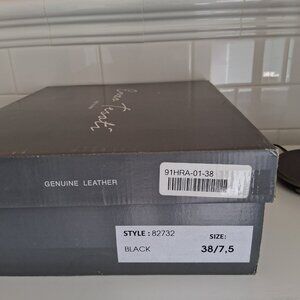 GENUINE LEATHER
91HRA-01-38
STYLE : 82732
SIZE:
BLACK
38/7,5